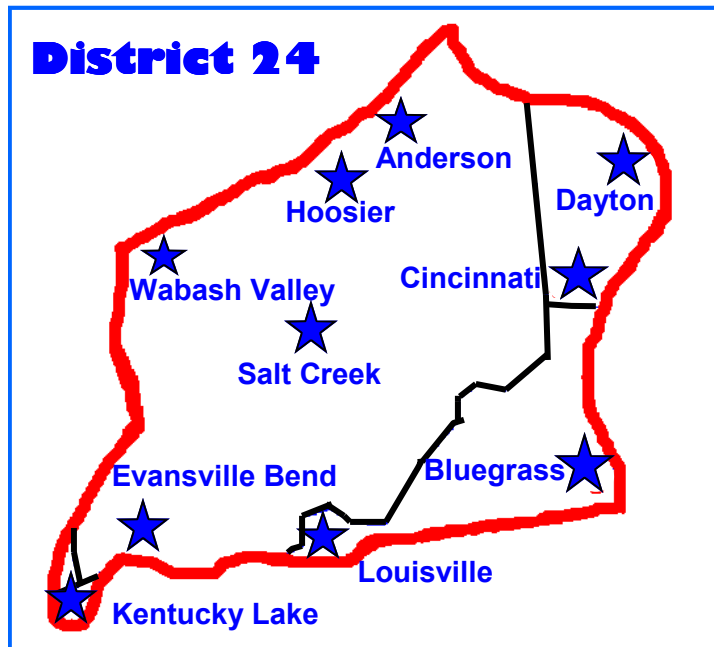 District 24
Anderson
Hoosier
Dayton
Wabash Valley
Cincinnati
Salt Creek
Evansville Bend
Bluegrass
Louisville
Kentucky Lake